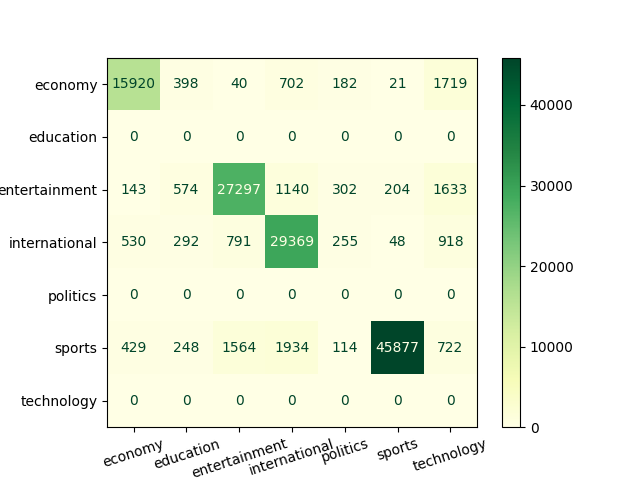 economy 15920 398 40 702 182 21 1719
education 0 0 0 0 0 0 0
entertainment 143 574 27297 1140 302 204 1633
international 530 292 791 29369 255 48 918
politics 0 0 0 0 0 0 0
sports 429 248 1564 1934 114 45877 722
technology 0 0 0 0 0 0 0
economy education entertainment international politics sports technology
40000
30000
20000
10000
0